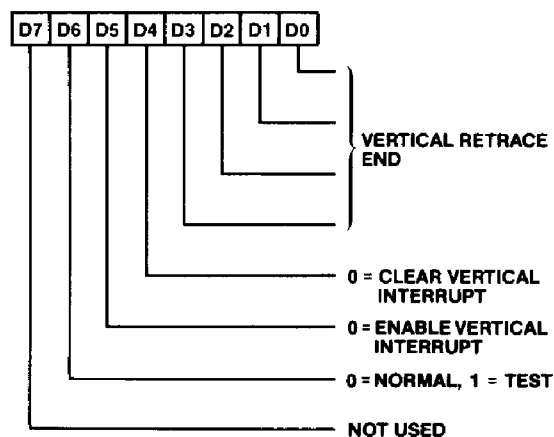 D7 D6 D5 D4 D3 D2 D1 D0
VERTICAL RETRACE
END
0 = CLEAR VERTICAL
INTERRUPT
0 = ENABLE VERTICAL
INTERRUPT
0 = NORMAL, 1 = TEST
NOT USED